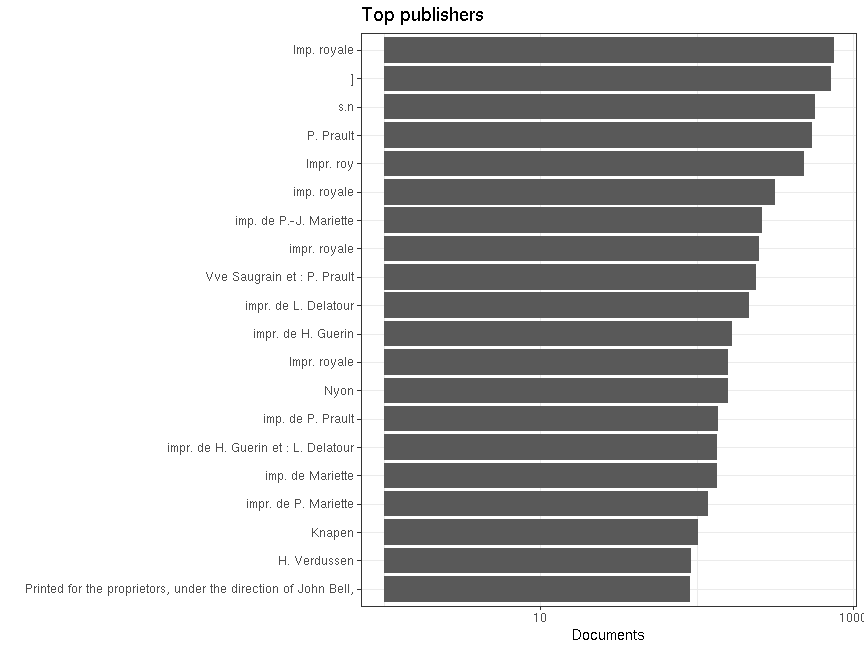 Top publishers
Imp. royale
]
s.n
P. Prault
Impr. roy
imp. royale
imp. de P.-J. Mariette
impr. royale
Vve Saugrain et : P. Prault
impr. de L. Delatour
impr. de H. Guerin
Impr. royale
Nyon
imp. de P. Prault
impr. de H. Guerin et : L. Delatour
imp. de Mariette
impr. de P. Mariette
Knapen
H. Verdussen
Printed for the proprietors, under the direction of John Bell,
10 1000
Documents